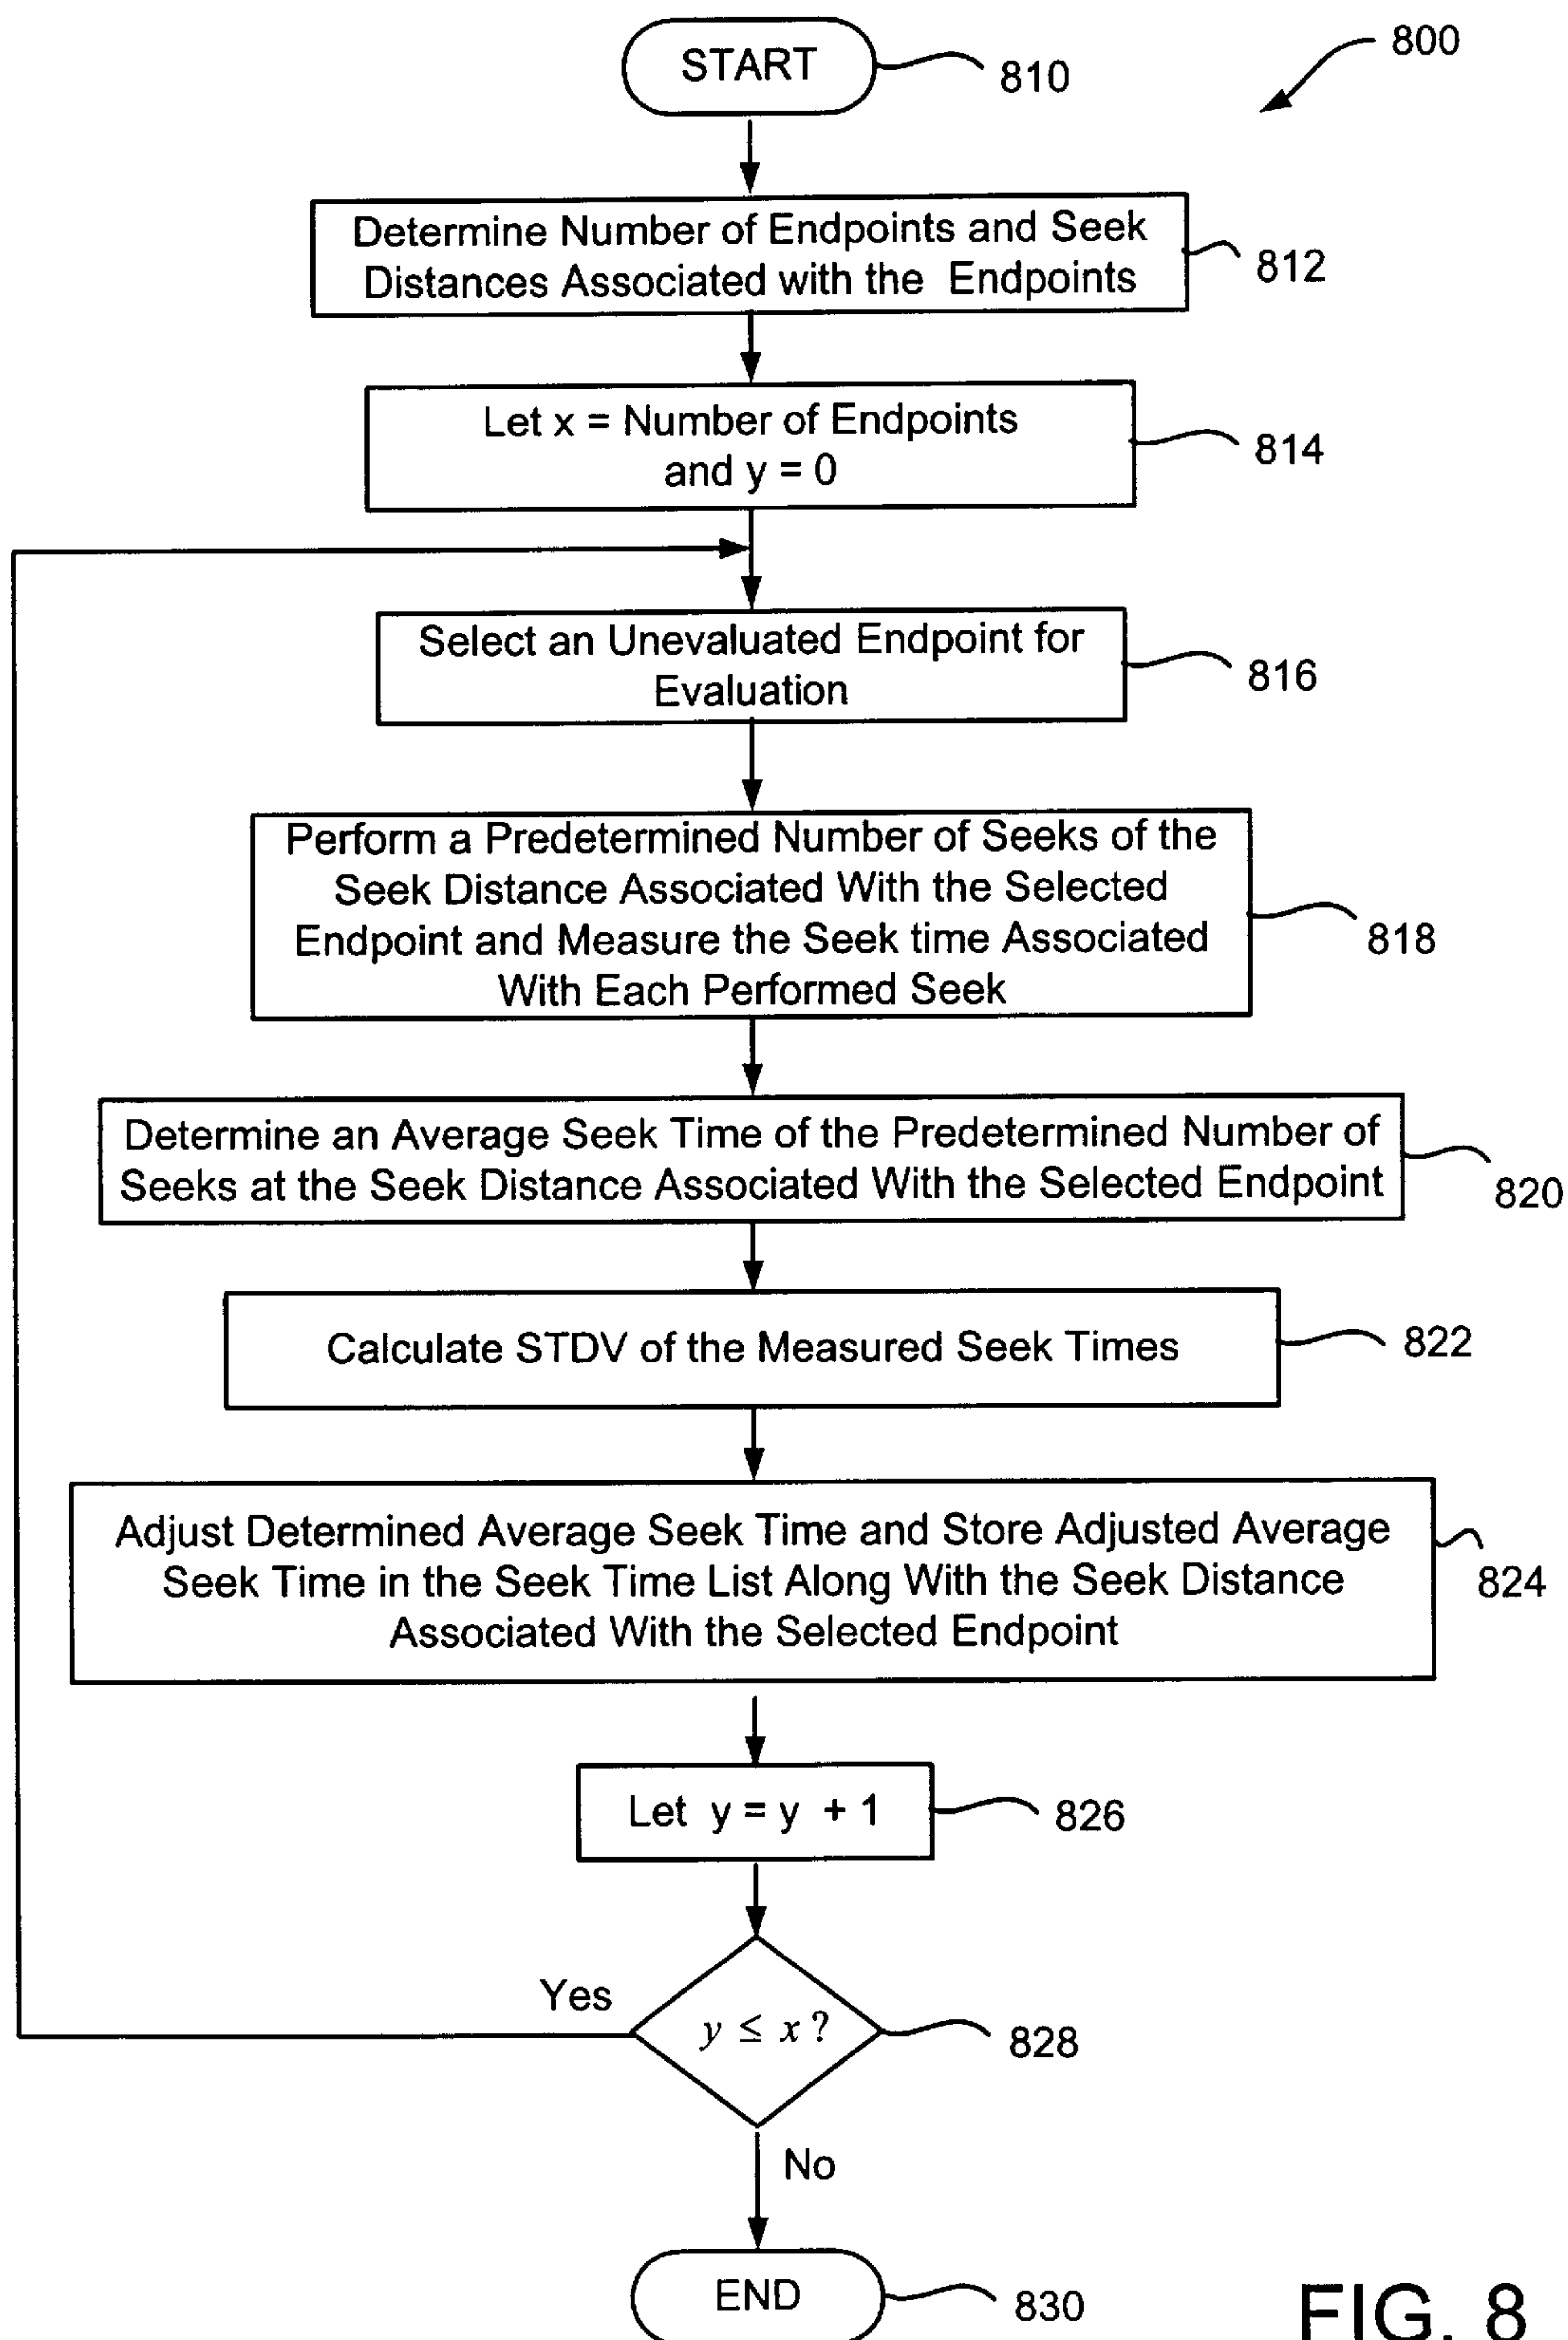 START
810
800
Determine Number of Endpoints and Seek
Distances Associated with the Endpoints
812
Let x = Number of Endpoints
and y = 0
814
Select an Unevaluated Endpoint for
Evaluation
816
Perform a Predetermined Number of Seeks of the
Seek Distance Associated With the Selected
Endpoint and Measure the Seek time Associated
With Each Performed Seek
818
Determine an Average Seek Time of the Predetermined Number of
Seeks at the Seek Distance Associated With the Selected Endpoint
820
Calculate STDV of the Measured Seek Times
822
Adjust Determined Average Seek Time and Store Adjusted Average
Seek Time in the Seek Time List Along With the Seek Distance
Associated With the Selected Endpoint
824
Let y = y + 1
826
Yes
y ≤ x ?
828
No
END
830
FIG. 8